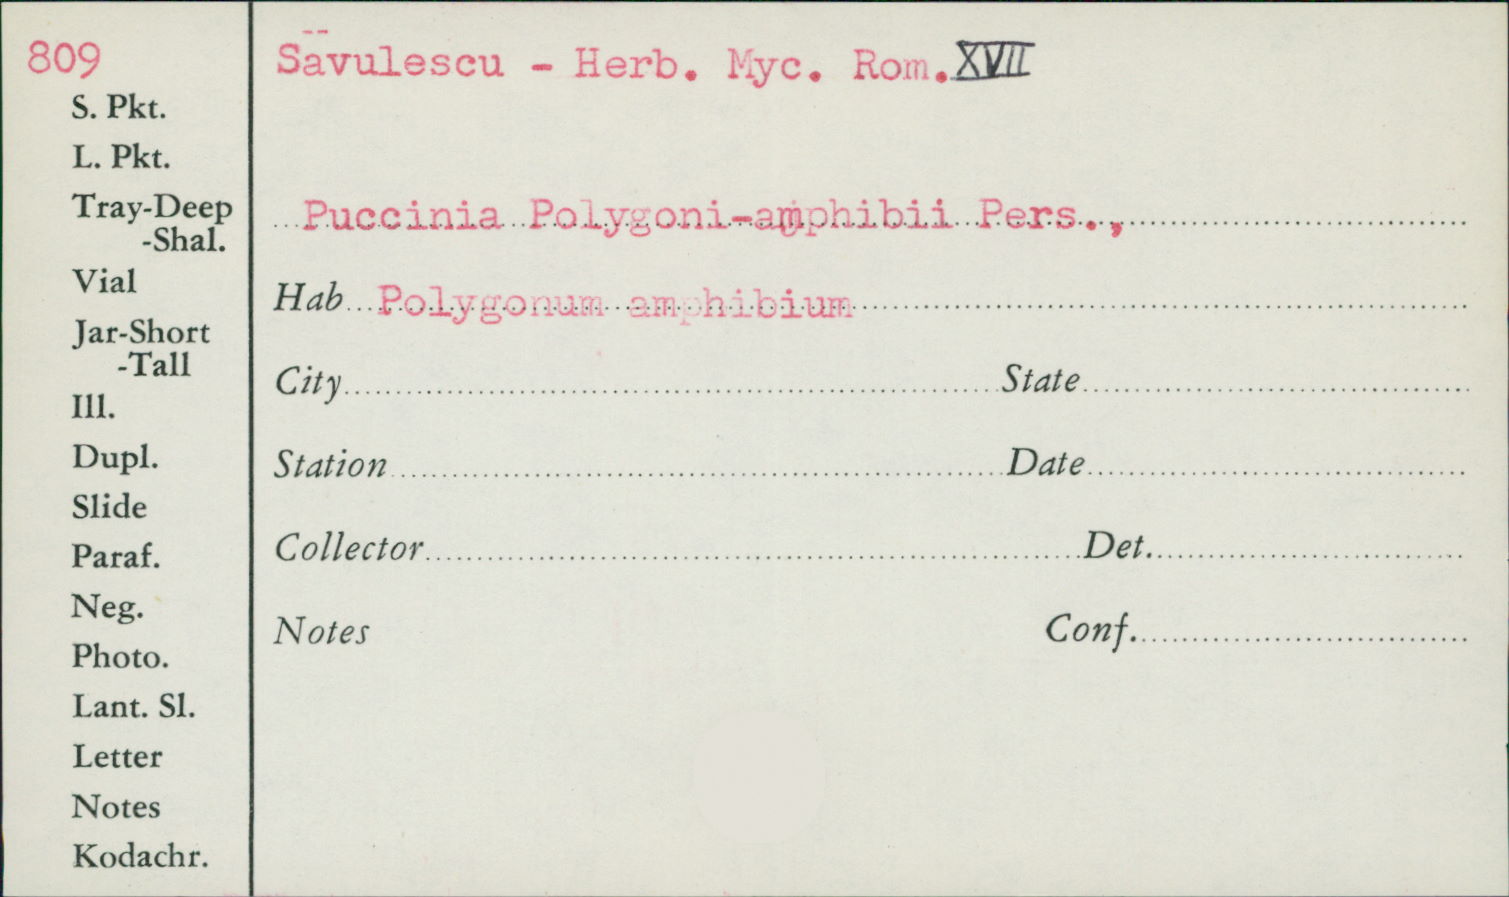 809
Săvulescu - Herb. Myc. Rom. XVII
S. Pkt.
L. Pkt.
Tray-Deep
-Shal.
Vial
Jar-Short
-Tall
Ill.
Dupl.
Slide
Paraf.
Neg.
Photo.
Lant. Sl.
Letter
Notes
Kodachr.
Puccinia Polygoni-amphibii Pers.,
Hab Polygonum amphibium
City State
Station Date
Collector Det.
Notes Conf.